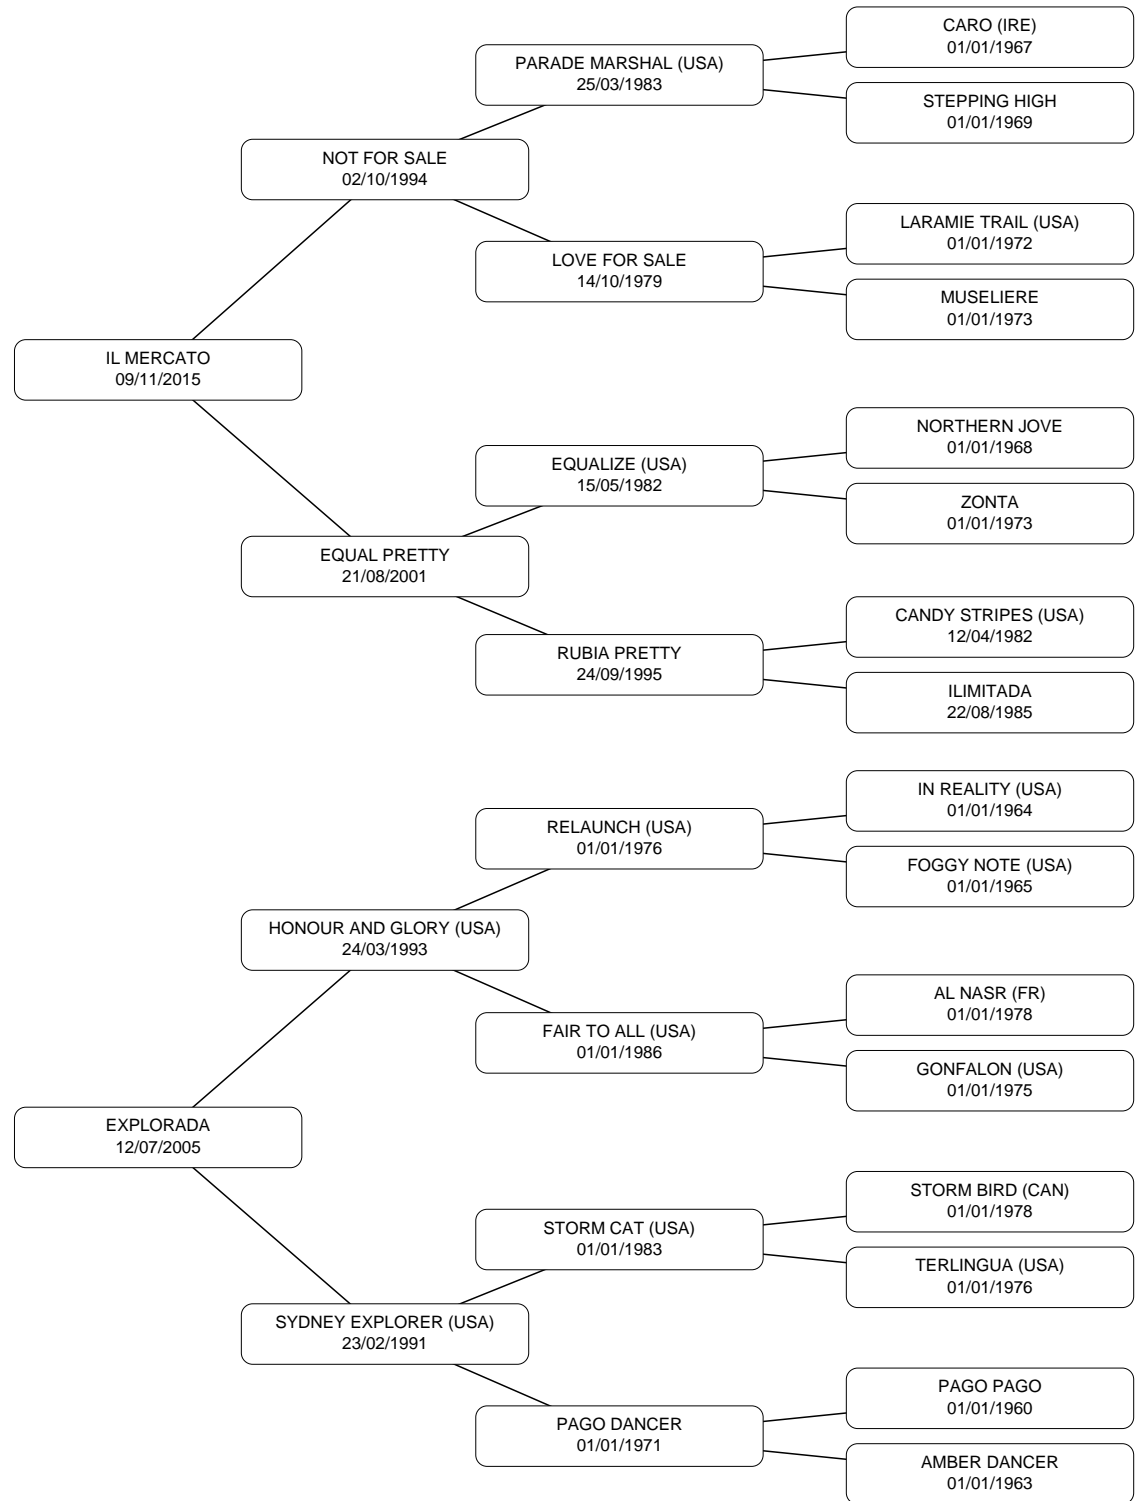 CARO (IRE)
01/01/1967
PARADE MARSHAL (USA)
25/03/1983
STEPPING HIGH
01/01/1969
NOT FOR SALE
02/10/1994
LARAMIE TRAIL (USA)
01/01/1972
LOVE FOR SALE
14/10/1979
MUSELIERE
01/01/1973
IL MERCATO
09/11/2015
NORTHERN JOVE
01/01/1968
EQUALIZE (USA)
15/05/1982
ZONTA
01/01/1973
EQUAL PRETTY
21/08/2001
CANDY STRIPES (USA)
12/04/1982
RUBIA PRETTY
24/09/1995
ILIMITADA
22/08/1985
IN REALITY (USA)
01/01/1964
RELAUNCH (USA)
01/01/1976
FOGGY NOTE (USA)
01/01/1965
HONOUR AND GLORY (USA)
24/03/1993
AL NASR (FR)
01/01/1978
FAIR TO ALL (USA)
01/01/1986
GONFALON (USA)
01/01/1975
EXPLORADA
12/07/2005
STORM BIRD (CAN)
01/01/1978
STORM CAT (USA)
01/01/1983
TERLINGUA (USA)
01/01/1976
SYDNEY EXPLORER (USA)
23/02/1991
PAGO PAGO
01/01/1960
PAGO DANCER
01/01/1971
AMBER DANCER
01/01/1963